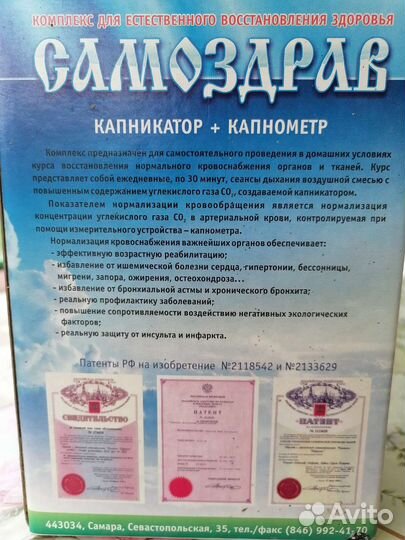 КОМПЛЕКС ДЛЯ ЕСТЕСТВЕННОГО ВОССТАНОВЛЕНИЯ ЗДОРОВЬЯ
САМОЗДРАВ
КАПНИКАТОР + КАПНОМЕТР
Комплекс предназначен для самостоятельного проведения в домашних условиях
курса восстановления нормального кровоснабжения органов и тканей. Курс
представляет собой ежедневные, по 30 минут, сеансы дыхания воздушной смесью с
повышенным содержанием углекислого газа CO₂, создаваемой капникатором.
Показателем нормализации кровообращения является нормализация
концентрации углекислого газа CO₂ в артериальной крови, контролируемая при
помощи измерительного устройства – капнометра.
Нормализация кровоснабжения важнейших органов обеспечивает:
- эффективную возрастную реабилитацию;
- избавление от ишемической болезни сердца, гипертонии, бессонницы,
мигрени, запора, ожирения, остеохондроза...
- избавление от бронхиальной астмы и хронического бронхита;
- реальную профилактику заболеваний;
- повышение сопротивляемости воздействию негативных экологических
факторов;
- реальную защиту от инсульта и инфаркта.
Патенты РФ на изобретение №2118542 и №2133629
СВИДЕТЕЛЬСТВО
ПАТЕНТ
ПАТЕНТ
443034, Самара, Севастопольская, 35, тел./факс (846) 992-41-70
Avito